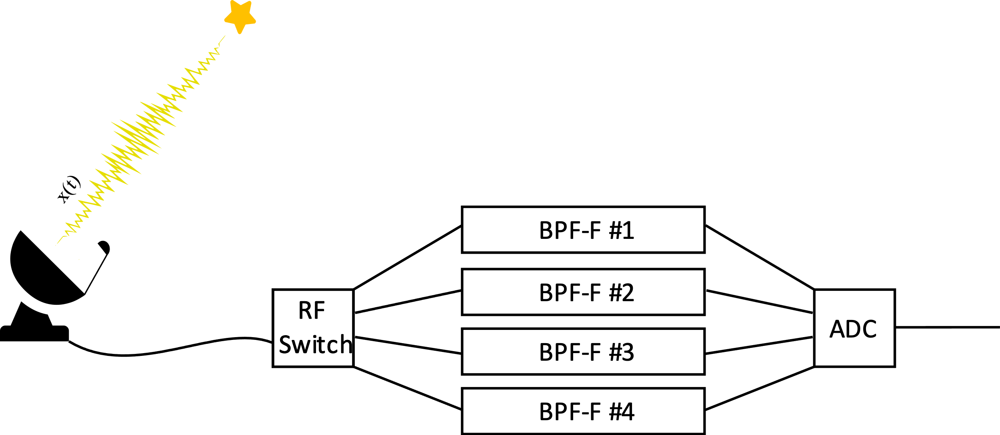 x(t)
RF
switch
BPF-F #1
BPF-F #2
BPF-F #3
BPF-F #4
ADC